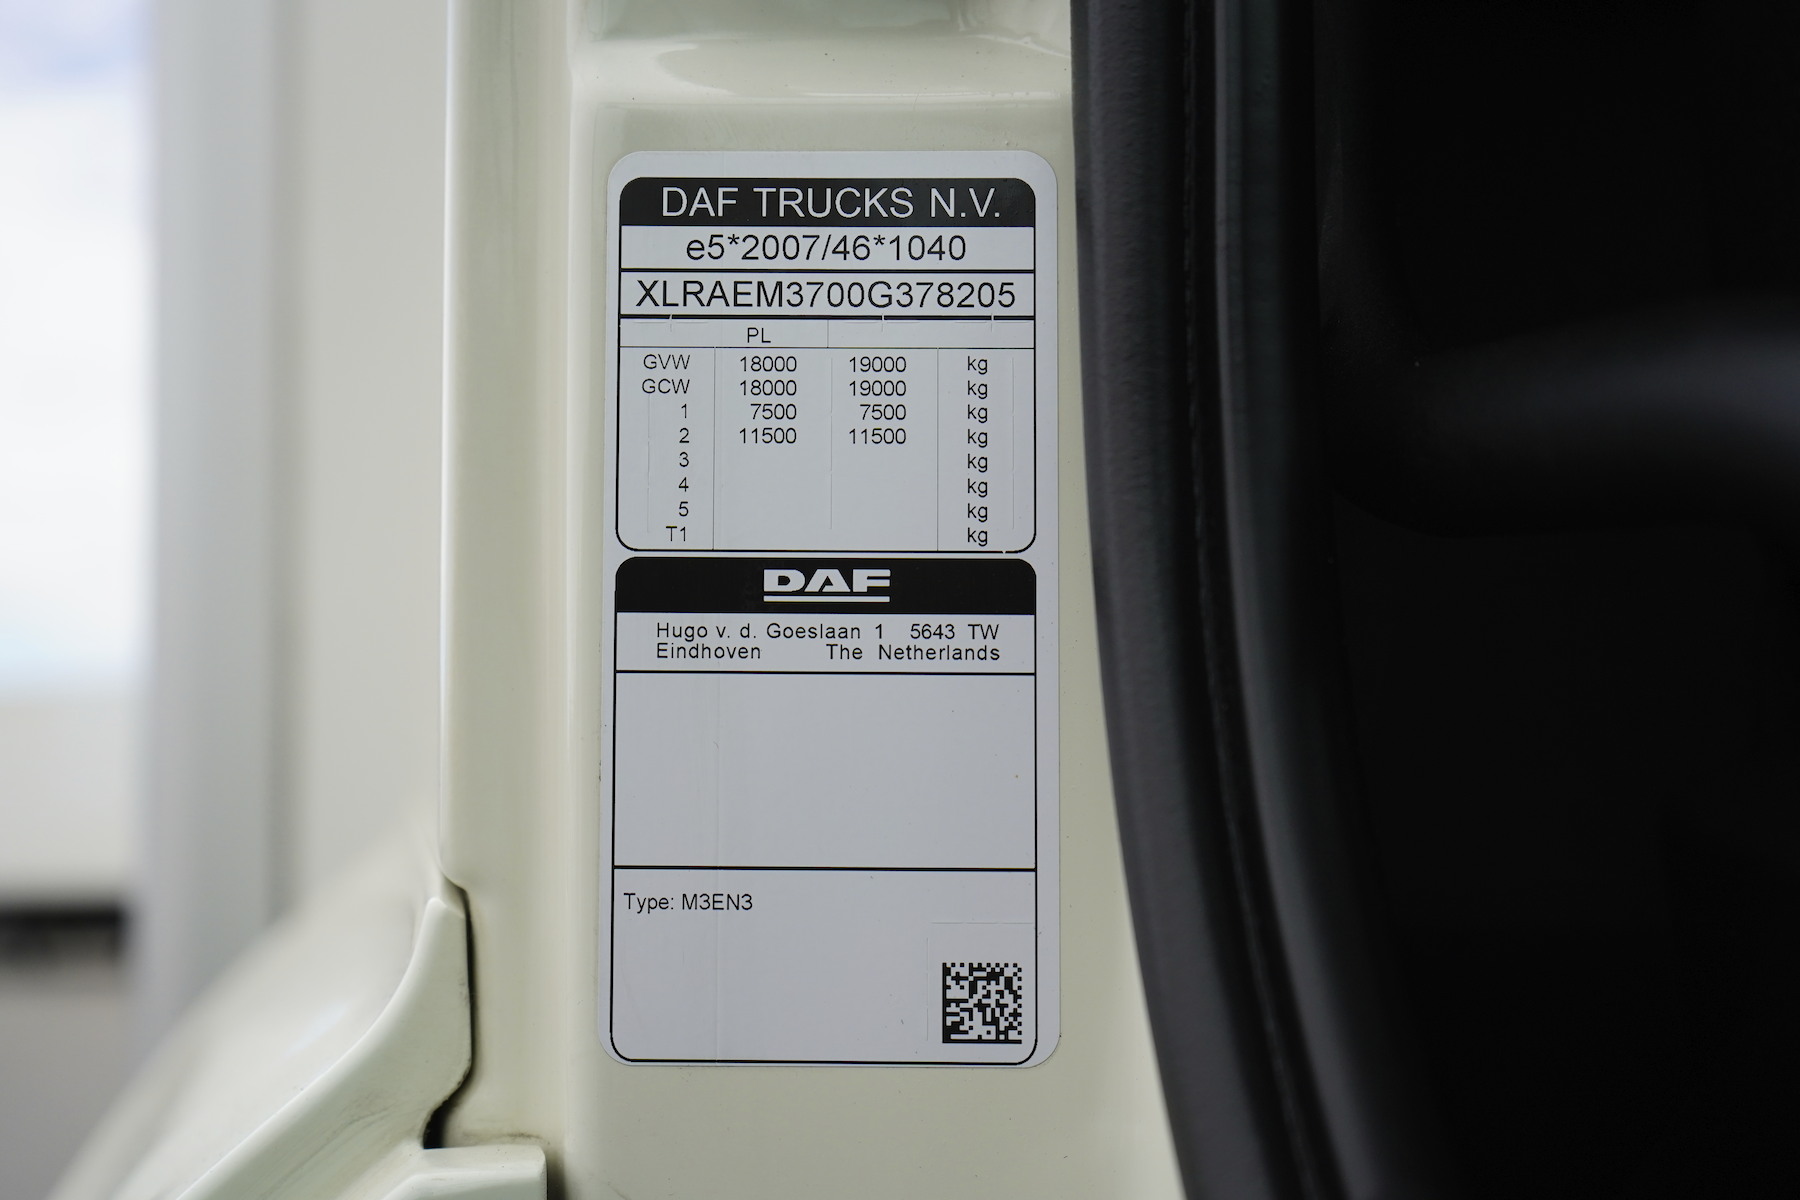 DAF TRUCKS N.V.
e5*2007/46*1040
XLRAEM3700G378205
PL
GVW 18000 19000 kg
GCW 18000 19000 kg
1 7500 7500 kg
2 11500 11500 kg
3 kg
4 kg
5 kg
T1 kg
DAF
Hugo v. d. Goeslaan 1 5643 TW
Eindhoven The Netherlands
Type: M3EN3